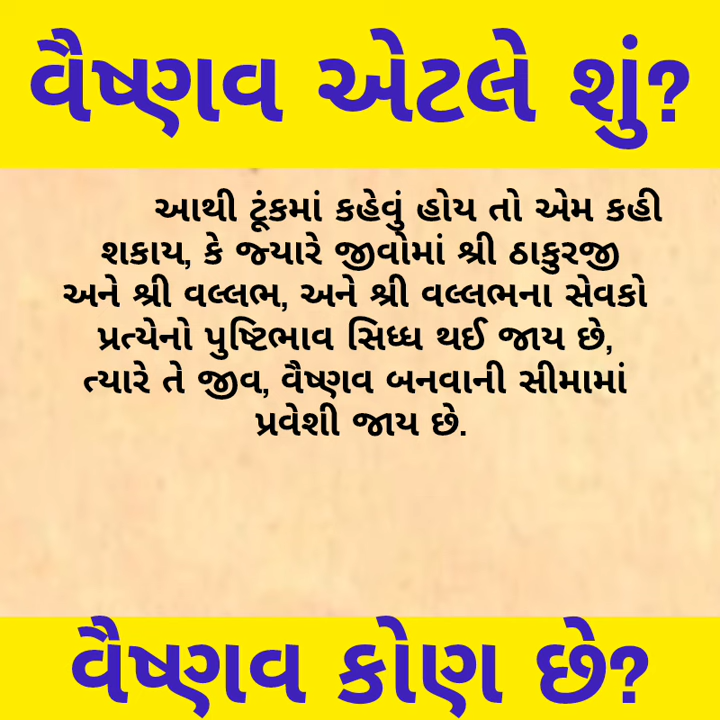 વૈષ્ણવ એટલે શું?
આથી ટૂંકમાં કહેવું હોય તો એમ કહી
શકાય, કે જ્યારે જીવોમાં શ્રી ઠાકુરજી
અને શ્રી વલ્લભ, અને શ્રી વલ્લભના સેવકો
પ્રત્યેનો પુષ્ટિભાવ સિધ્ધ થઈ જાય છે,
ત્યારે તે જીવ, વૈષ્ણવ બનવાની સીમામાં
પ્રવેશી જાય છે.
વૈષ્ણવ કોણ છે?